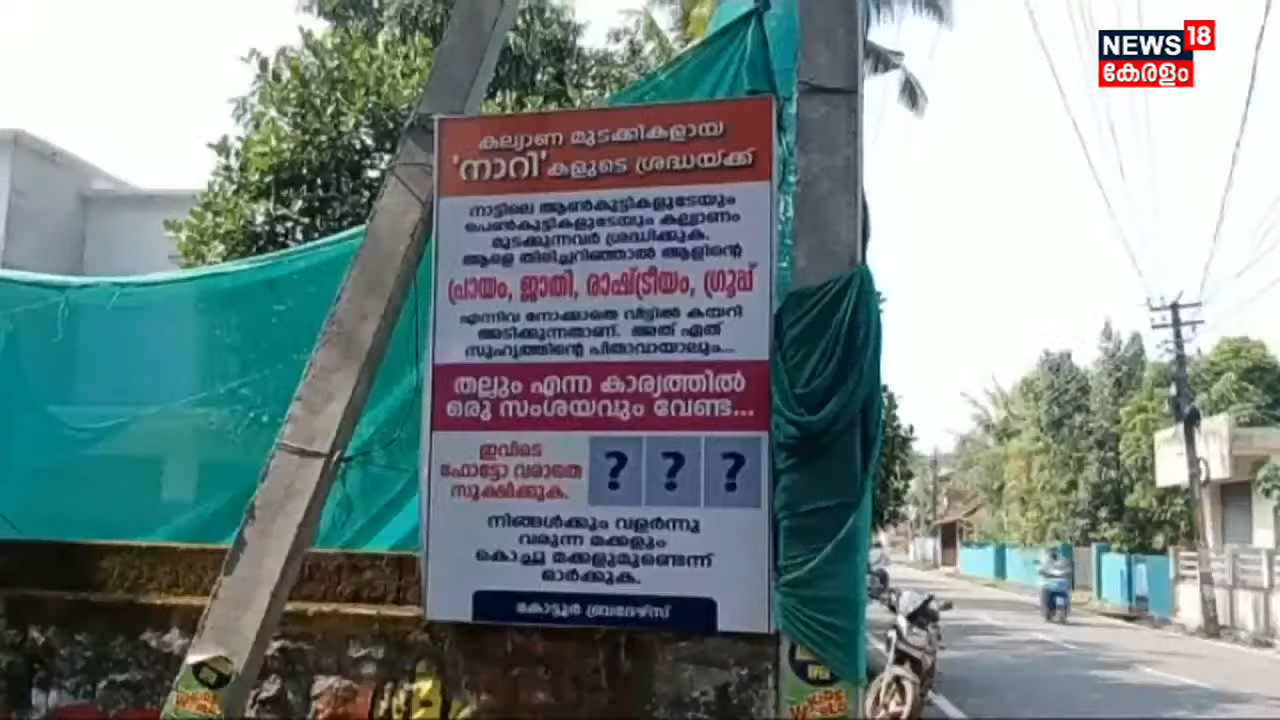 NEWS 18
കേരളം
കല്യാണ മുടക്കികളായ
'നാറി'കളുടെ ശ്രദ്ധയ്ക്ക്
നാട്ടിലെ ആൺകുട്ടികളുടേയും
പെൺകുട്ടികളുടേയും കല്യാണം
മുടക്കുന്നവർ ശ്രദ്ധിക്കുക.
ആളെ തിരിച്ചറിഞ്ഞാൽ ആളിന്റെ
പ്രായം, ജാതി, രാഷ്ട്രീയം, ഗ്രൂപ്പ്
എന്നിവ നോക്കാതെ വീട്ടിൽ കയറി
അടിക്കുന്നതാണ്. അത് ഏത്
സുഹൃത്തിന്റെ പിതാവായാലും...
തല്ലും എന്ന കാര്യത്തിൽ
ഒരു സംശയവും വേണ്ട...
ഇവിടെ
ഫോട്ടോ വരാതെ
സൂക്ഷിക്കുക.
? ? ?
നിങ്ങൾക്കും വളർന്നു
വരുന്ന മക്കളും
കൊച്ചു മക്കളുമുണ്ടെന്ന്
ഓർക്കുക.
കോട്ടൂർ ബ്രദേഴ്സ്